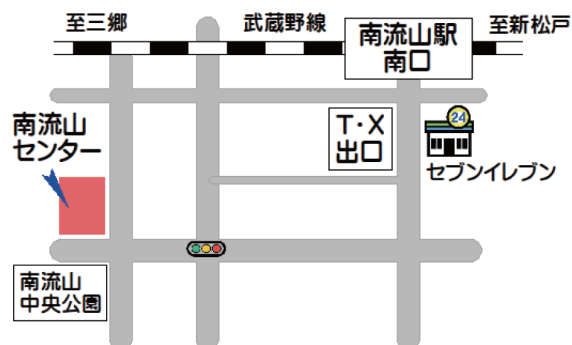 至三郷
武蔵野線
南流山駅
南口
至新松戸
南流山
センター
T・X
出口
24
セブンイレブン
南流山
中央公園